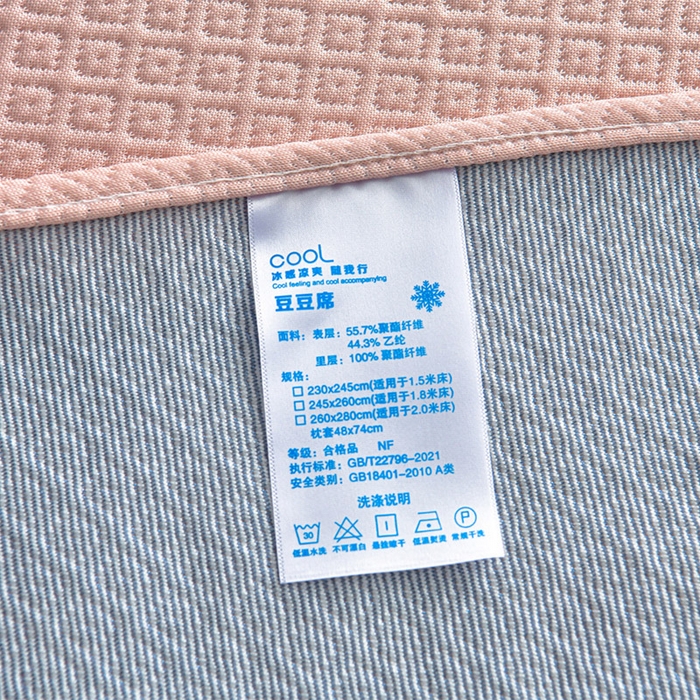 COOL
冰感凉爽 随我行
Cool feeling and cool accompanying
豆豆席
面料：表层：55.7%聚酯纤维
44.3% 乙纶
里层：100% 聚酯纤维
规格：
□ 230x245cm(适用于1.5米床)
□ 245x260cm(适用于1.8米床)
□ 260x280cm(适用于2.0米床)
枕套48x74cm
等级：合格品 NF
执行标准：GB/T22796-2021
安全类别：GB18401-2010 A类
洗涤说明
30 P
低温水洗 不可漂白 悬挂晾干 低温熨烫 常规干洗